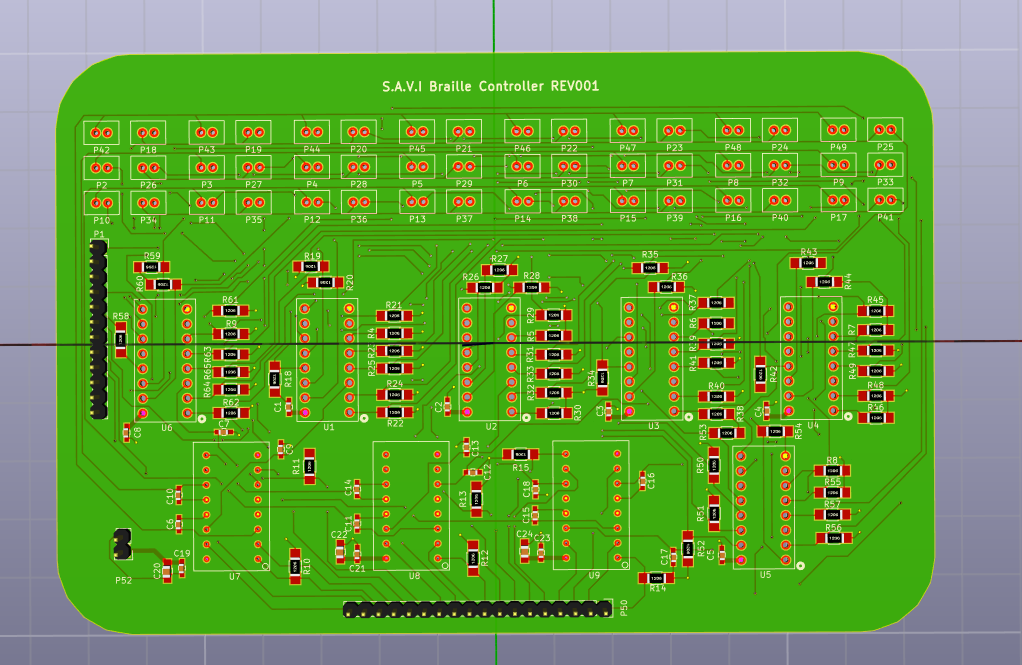 S.A.V.I Braille Controller REV001
P42 P18 P43 P19 P44 P20 P45 P21 P46 P22 P47 P23 P48 P24 P49 P25
P2 P26 P3 P27 P4 P28 P5 P29 P6 P30 P7 P31 P8 P32 P9 P33
P10 P34 P11 P35 P12 P36 P13 P37 P14 P38 P15 P39 P16 P40 P17 P41
P1
R59 R19 R27 R35 R43
R60 R20 R26 R28 R36 R44
R58 R61 R21 R29 R37 R45
R9 R4 R5 R6 R7
R63 R23 R31 R47
R65 R25 R33 R41 R49
R64 R18 R24 R32 R34 R40 R42 R48
R62 C1 R22 C2 R30 C3 R38 C4
C8 U6 C7 U1 U2 U3 R53 R54 U4
C9 R11 C13 R15 R50 R8
C10 C14 R13 C12 C18 C16 R55
C6 C11 C15 R51 R57
C22 C24 C23 R52 R56
P52 C20 C19 U7 R10 U8 C21 R12 U9 C17 C5 U5
R14
P50